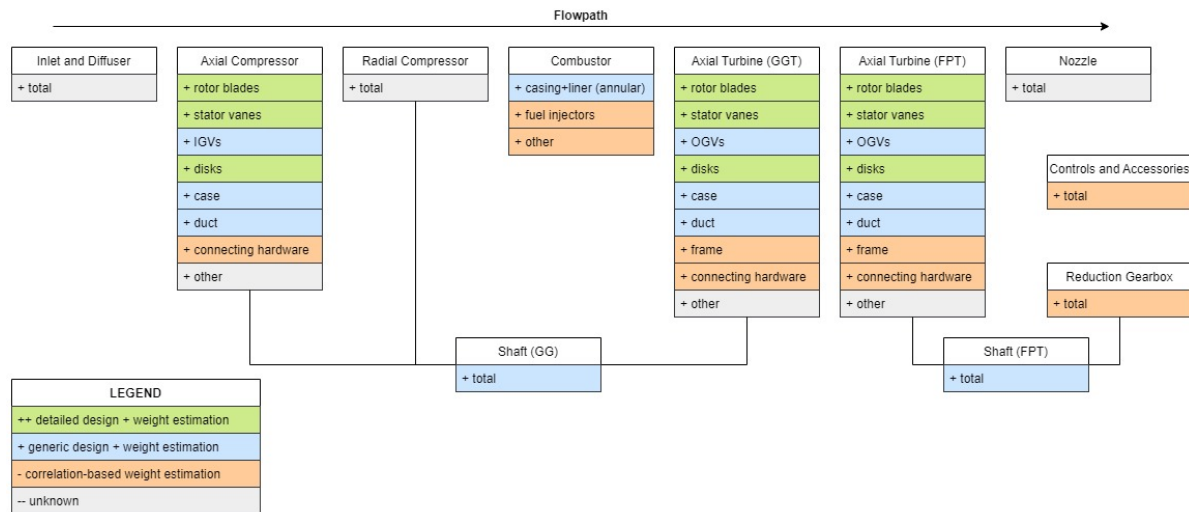 Flowpath
Inlet and Diffuser
+ total
Axial Compressor
+ rotor blades
+ stator vanes
+ IGVs
+ disks
+ case
+ duct
+ connecting hardware
+ other
Radial Compressor
+ total
Combustor
+ casing+liner (annular)
+ fuel injectors
+ other
Axial Turbine (GGT)
+ rotor blades
+ stator vanes
+ OGVs
+ disks
+ case
+ duct
+ frame
+ connecting hardware
+ other
Axial Turbine (FPT)
+ rotor blades
+ stator vanes
+ OGVs
+ disks
+ case
+ duct
+ frame
+ connecting hardware
+ other
Nozzle
+ total
Controls and Accessories
+ total
Reduction Gearbox
+ total
Shaft (GG)
+ total
Shaft (FPT)
+ total
LEGEND
++ detailed design + weight estimation
+ generic design + weight estimation
- correlation-based weight estimation
-- unknown